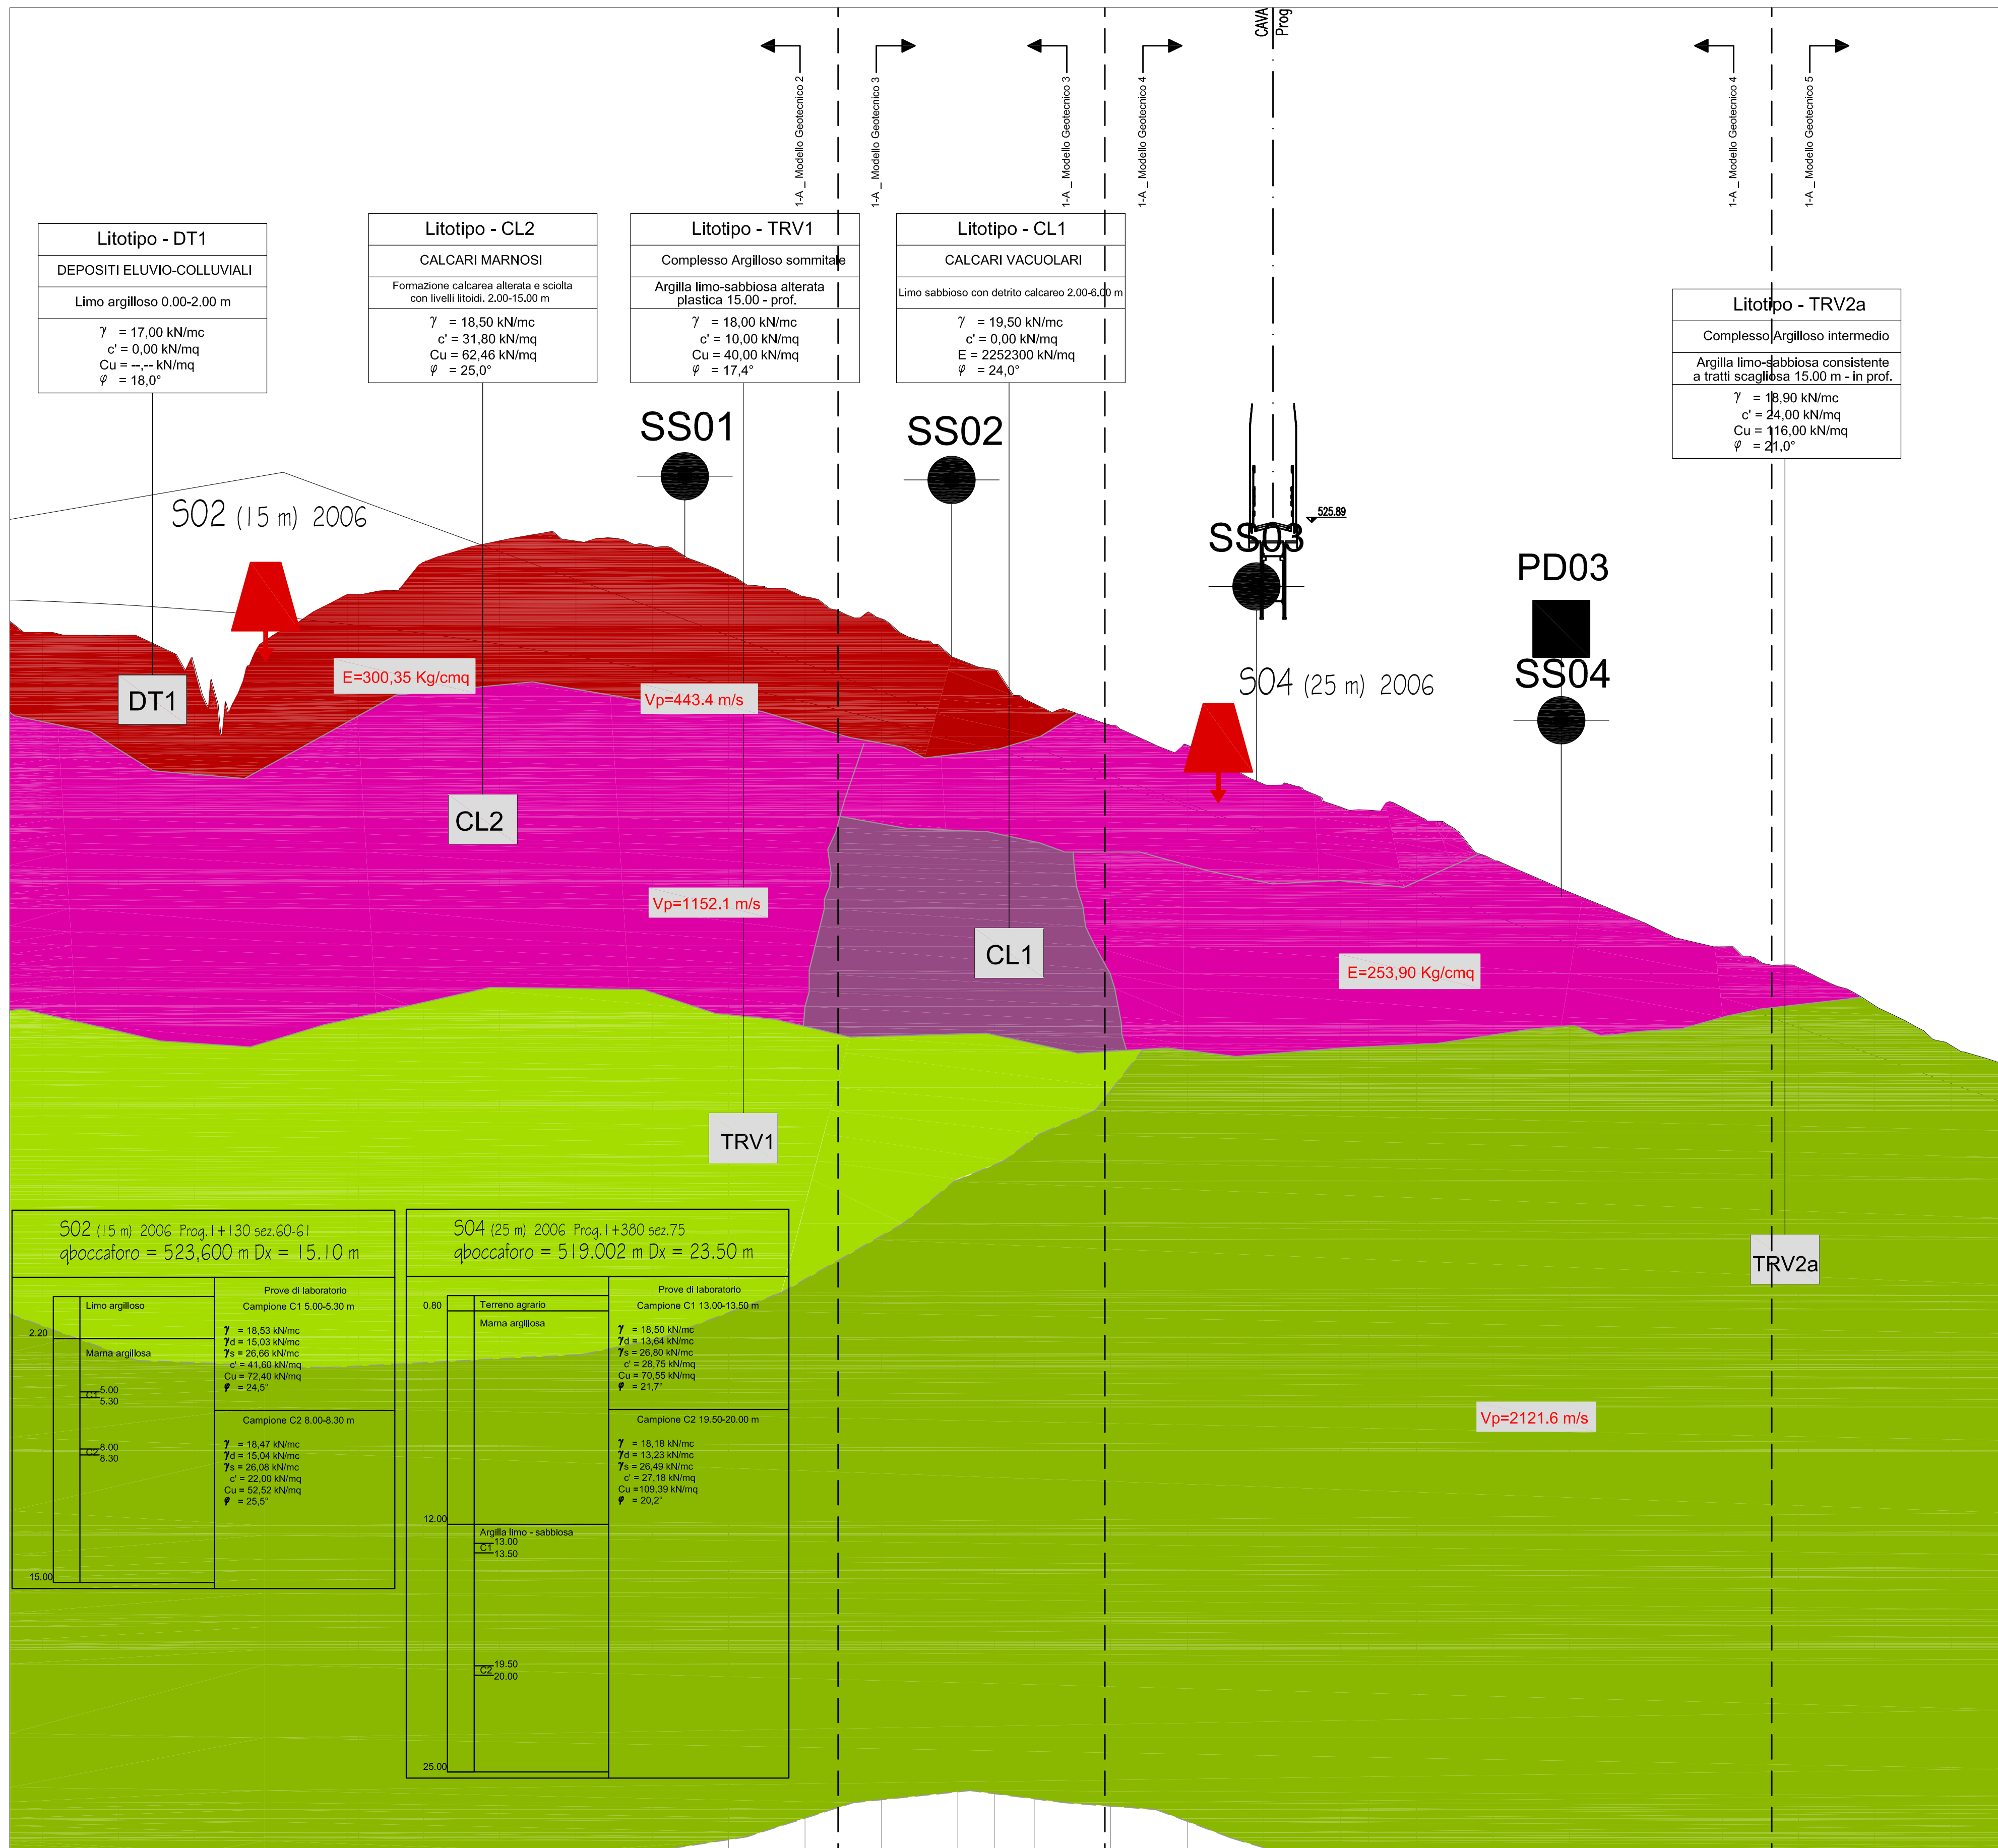 CAVA
Prog
1-A _ Modello Geotecnico 2
1-A _ Modello Geotecnico 3
1-A _ Modello Geotecnico 3
1-A _ Modello Geotecnico 4
1-A _ Modello Geotecnico 4
1-A _ Modello Geotecnico 5
Litotipo - DT1
DEPOSITI ELUVIO-COLLUVIALI
Limo argilloso 0.00-2.00 m
γ = 17,00 kN/mc
c' = 0,00 kN/mq
Cu = --,-- kN/mq
φ = 18,0°
Litotipo - CL2
CALCARI MARNOSI
Formazione calcarea alterata e sciolta
con livelli litoidi. 2.00-15.00 m
γ = 18,50 kN/mc
c' = 31,80 kN/mq
Cu = 62,46 kN/mq
φ = 25,0°
Litotipo - TRV1
Complesso Argilloso sommitale
Argilla limo-sabbiosa alterata
plastica 15.00 - prof.
γ = 18,00 kN/mc
c' = 10,00 kN/mq
Cu = 40,00 kN/mq
φ = 17,4°
Litotipo - CL1
CALCARI VACUOLARI
Limo sabbioso con detrito calcareo 2.00-6.00 m
γ = 19,50 kN/mc
c' = 0,00 kN/mq
E = 2252300 kN/mq
φ = 24,0°
Litotipo - TRV2a
Complesso Argilloso intermedio
Argilla limo-sabbiosa consistente
a tratti scagliosa 15.00 m - in prof.
γ = 18,90 kN/mc
c' = 24,00 kN/mq
Cu = 116,00 kN/mq
φ = 21,0°
SS01
SS02
S02 (15 m) 2006
525.89
SS03
PD03
SS04
S04 (25 m) 2006
E=300,35 Kg/cmq
Vp=443.4 m/s
DT1
CL2
Vp=1152.1 m/s
CL1
E=253,90 Kg/cmq
TRV1
TRV2a
Vp=2121.6 m/s
S02 (15 m) 2006 Prog.1+130 sez.60-61
qboccaforo = 523,600 m Dx = 15.10 m
Limo argilloso
2.20
Marna argillosa
5.00
C1
5.30
8.00
C2
8.30
15.00
Prove di laboratorio
Campione C1 5.00-5.30 m
γ = 18,53 kN/mc
γd = 15,03 kN/mc
γs = 26,66 kN/mc
c' = 41,60 kN/mq
Cu = 72,40 kN/mq
φ = 24,5°
Campione C2 8.00-8.30 m
γ = 18,47 kN/mc
γd = 15,04 kN/mc
γs = 26,08 kN/mc
c' = 22,00 kN/mq
Cu = 52,52 kN/mq
φ = 25,5°
S04 (25 m) 2006 Prog.1+380 sez.75
qboccaforo = 519.002 m Dx = 23.50 m
0.80
Terreno agrario
Marna argillosa
12.00
Argilla limo - sabbiosa
13.00
C1
13.50
19.50
C2
20.00
25.00
Prove di laboratorio
Campione C1 13.00-13.50 m
γ = 18,50 kN/mc
γd = 13,64 kN/mc
γs = 26,80 kN/mc
c' = 28,75 kN/mq
Cu = 70,55 kN/mq
φ = 21,7°
Campione C2 19.50-20.00 m
γ = 18,18 kN/mc
γd = 13,23 kN/mc
γs = 26,49 kN/mc
c' = 27,18 kN/mq
Cu =109,39 kN/mq
φ = 20,2°